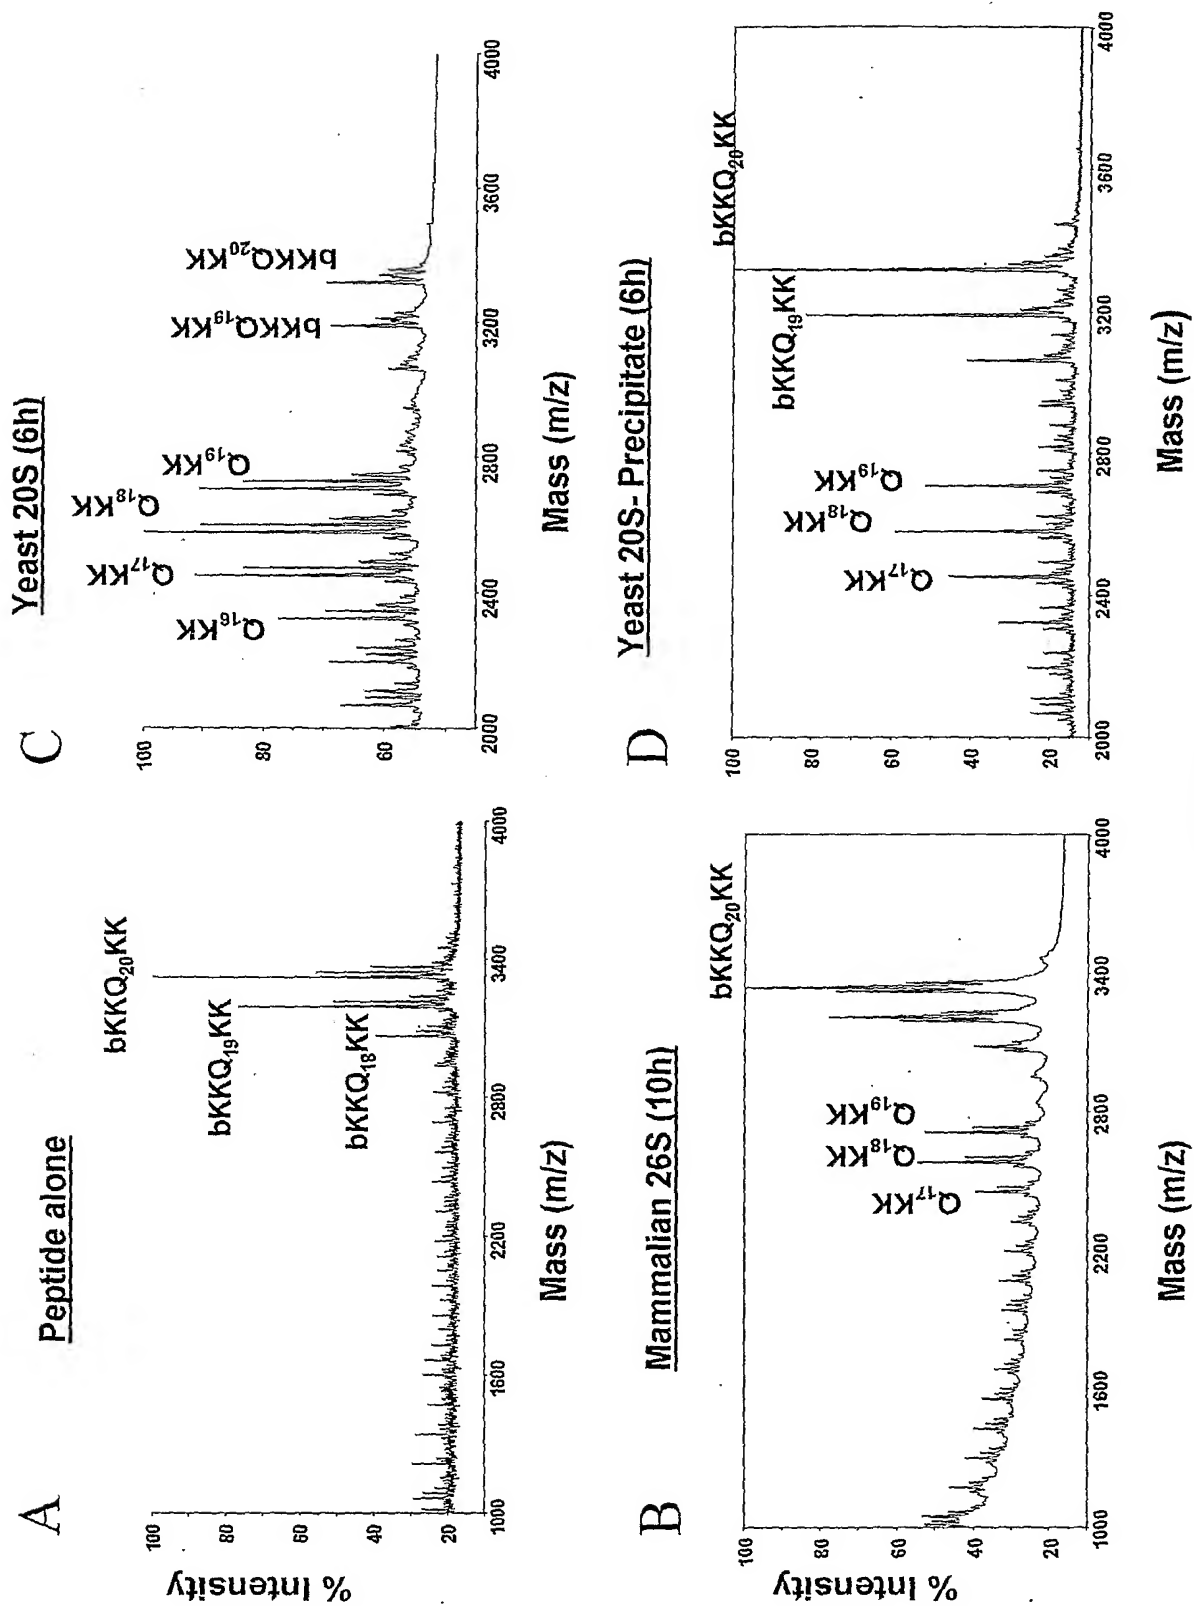 A
Peptide alone
% Intensity
100
80
60
40
20
bKKQ20KK
bKKQ19KK
bKKQ18KK
1000
1600
2200
2800
3400
4000
Mass (m/z)
B
Mammalian 26S (10h)
% Intensity
100
80
60
40
20
bKKQ20KK
Q19KK
Q18KK
Q17KK
1000
1600
2200
2800
3400
4000
Mass (m/z)
C
Yeast 20S (6h)
100
80
60
Q16KK
Q17KK
Q18KK
Q19KK
bKKQ19KK
bKKQ20KK
2000
2400
2800
3200
3600
4000
Mass (m/z)
D
Yeast 20S- Precipitate (6h)
100
80
60
40
20
bKKQ20KK
bKKQ19KK
Q19KK
Q18KK
Q17KK
2000
2400
2800
3200
3600
4000
Mass (m/z)